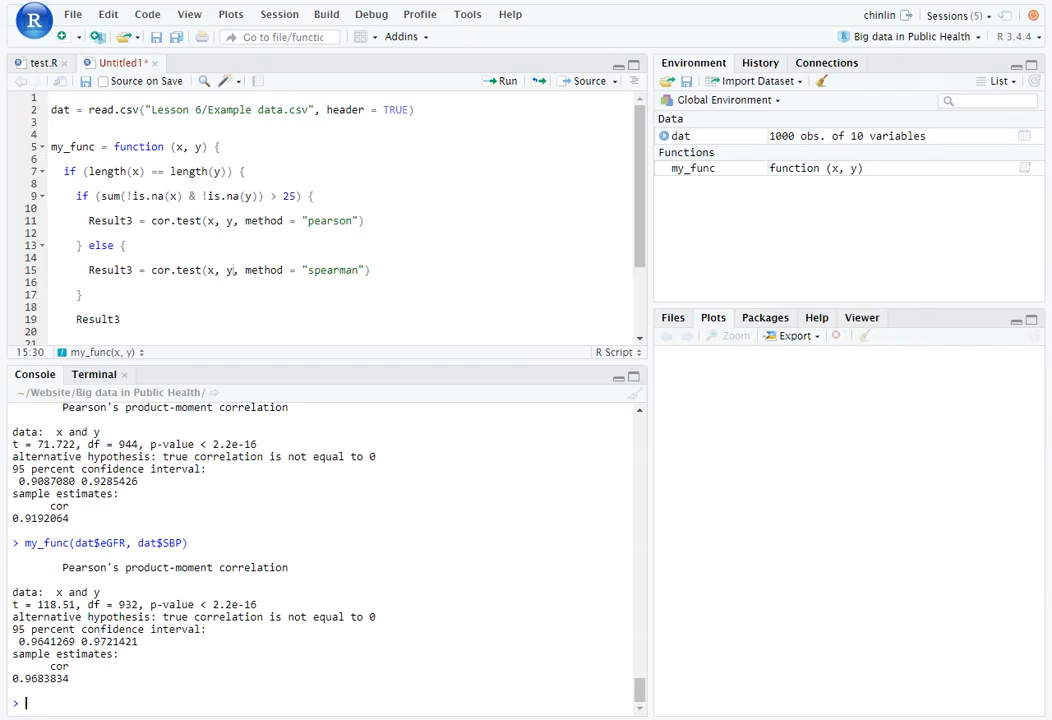 R
File Edit Code View Plots Session Build Debug Profile Tools Help
chinlin Sessions (5)
Go to file/functic Addins
Big data in Public Health R 3.4.4
test.R Untitled1*
Source on Save Run Source
1
2 dat = read.csv("Lesson 6/Example data.csv", header = TRUE)
3
4
5 my_func = function (x, y) {
6
7 if (length(x) == length(y)) {
8
9 if (sum(!is.na(x) & !is.na(y)) > 25) {
10
11 Result3 = cor.test(x, y, method = "pearson")
12
13 } else {
14
15 Result3 = cor.test(x, y, method = "spearman")
16
17 }
18
19 Result3
20
21
15:30 my_func(x, y) R Script
Console Terminal
~/Website/Big data in Public Health/
Pearson's product-moment correlation
data: x and y
t = 71.722, df = 944, p-value < 2.2e-16
alternative hypothesis: true correlation is not equal to 0
95 percent confidence interval:
0.9087080 0.9285426
sample estimates:
cor
0.9192064
> my_func(dat$eGFR, dat$SBP)
Pearson's product-moment correlation
data: x and y
t = 118.51, df = 932, p-value < 2.2e-16
alternative hypothesis: true correlation is not equal to 0
95 percent confidence interval:
0.9641269 0.9721421
sample estimates:
cor
0.9683834
>
Environment History Connections
Import Dataset List
Global Environment
Data
dat 1000 obs. of 10 variables
Functions
my_func function (x, y)
Files Plots Packages Help Viewer
Zoom Export